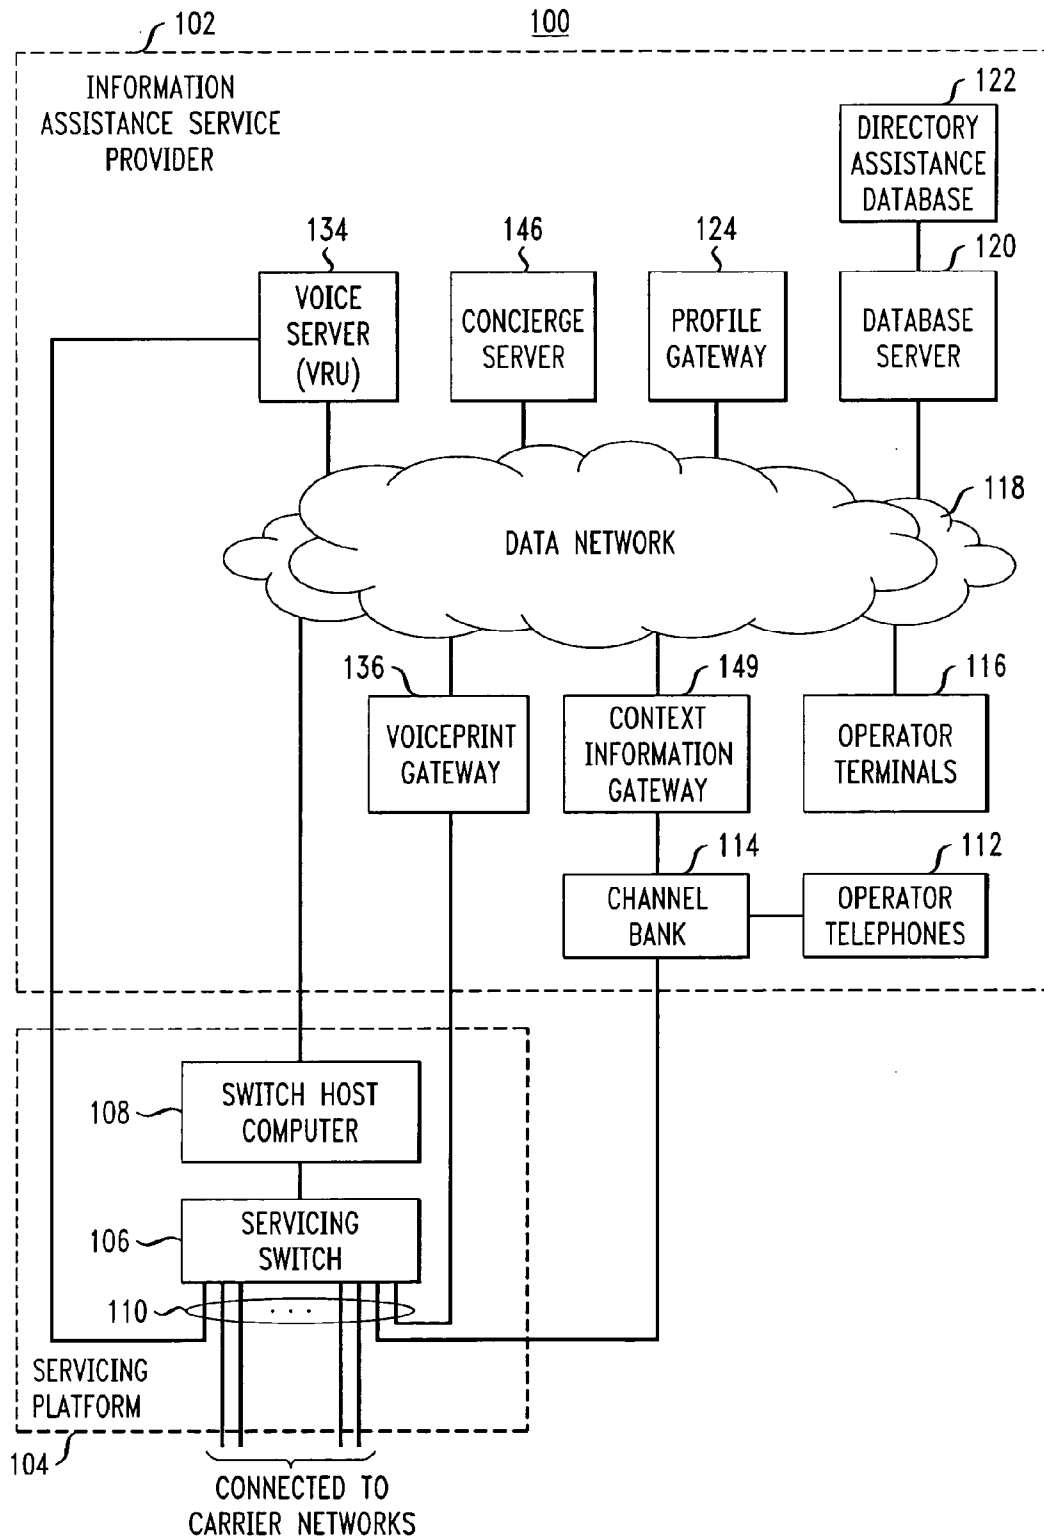 102
100
INFORMATION
ASSISTANCE SERVICE
PROVIDER
122
DIRECTORY
ASSISTANCE
DATABASE
134
146
124
120
VOICE
SERVER
(VRU)
CONCIERGE
SERVER
PROFILE
GATEWAY
DATABASE
SERVER
118
DATA NETWORK
136
149
116
VOICEPRINT
GATEWAY
CONTEXT
INFORMATION
GATEWAY
OPERATOR
TERMINALS
114
112
CHANNEL
BANK
OPERATOR
TELEPHONES
108
SWITCH HOST
COMPUTER
106
SERVICING
SWITCH
110
. . .
SERVICING
PLATFORM
104
CONNECTED TO
CARRIER NETWORKS